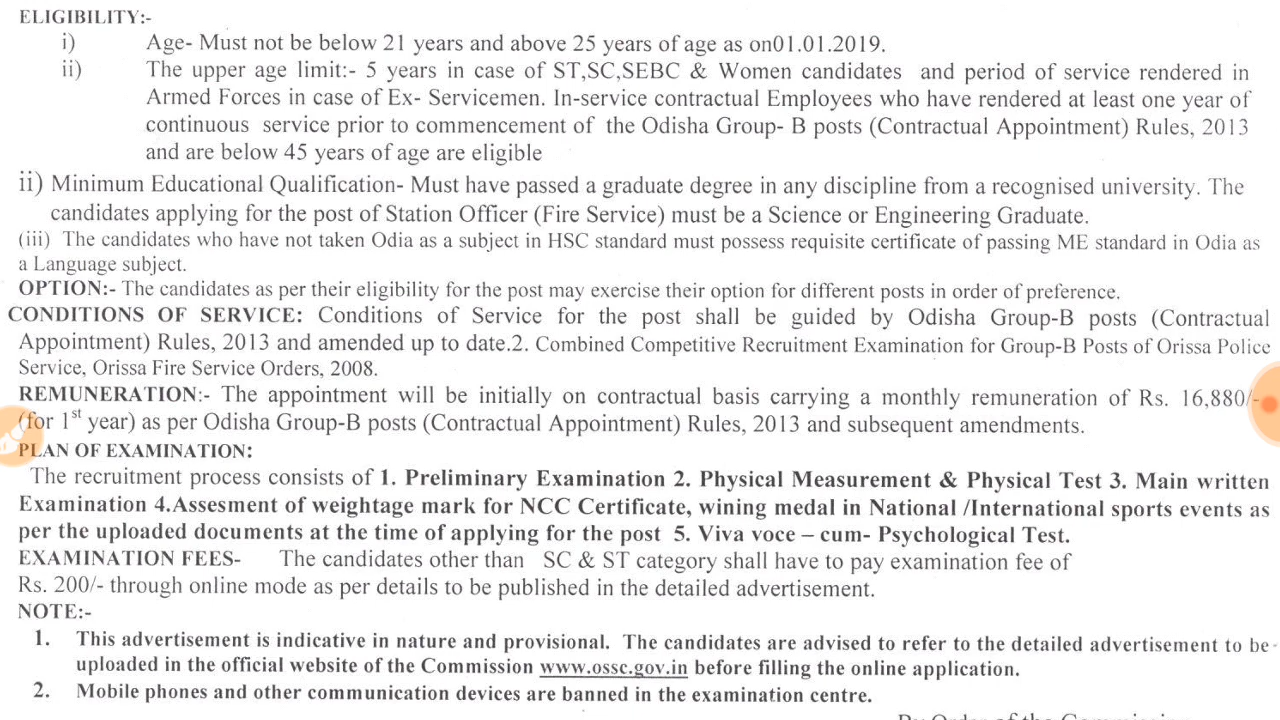 ELIGIBILITY:-
i) Age- Must not be below 21 years and above 25 years of age as on01.01.2019.
ii) The upper age limit:- 5 years in case of ST,SC,SEBC & Women candidates and period of service rendered in
Armed Forces in case of Ex- Servicemen. In-service contractual Employees who have rendered at least one year of
continuous service prior to commencement of the Odisha Group- B posts (Contractual Appointment) Rules, 2013
and are below 45 years of age are eligible
ii) Minimum Educational Qualification- Must have passed a graduate degree in any discipline from a recognised university. The
candidates applying for the post of Station Officer (Fire Service) must be a Science or Engineering Graduate.
(iii) The candidates who have not taken Odia as a subject in HSC standard must possess requisite certificate of passing ME standard in Odia as
a Language subject.
OPTION:- The candidates as per their eligibility for the post may exercise their option for different posts in order of preference.
CONDITIONS OF SERVICE: Conditions of Service for the post shall be guided by Odisha Group-B posts (Contractual
Appointment) Rules, 2013 and amended up to date.2. Combined Competitive Recruitment Examination for Group-B Posts of Orissa Police
Service, Orissa Fire Service Orders, 2008.
REMUNERATION:- The appointment will be initially on contractual basis carrying a monthly remuneration of Rs. 16,880/-
(for 1st year) as per Odisha Group-B posts (Contractual Appointment) Rules, 2013 and subsequent amendments.
PLAN OF EXAMINATION:
The recruitment process consists of 1. Preliminary Examination 2. Physical Measurement & Physical Test 3. Main written
Examination 4.Assesment of weightage mark for NCC Certificate, wining medal in National /International sports events as
per the uploaded documents at the time of applying for the post 5. Viva voce – cum- Psychological Test.
EXAMINATION FEES- The candidates other than SC & ST category shall have to pay examination fee of
Rs. 200/- through online mode as per details to be published in the detailed advertisement.
NOTE:-
1. This advertisement is indicative in nature and provisional. The candidates are advised to refer to the detailed advertisement to be
uploaded in the official website of the Commission www.ossc.gov.in before filling the online application.
2. Mobile phones and other communication devices are banned in the examination centre.